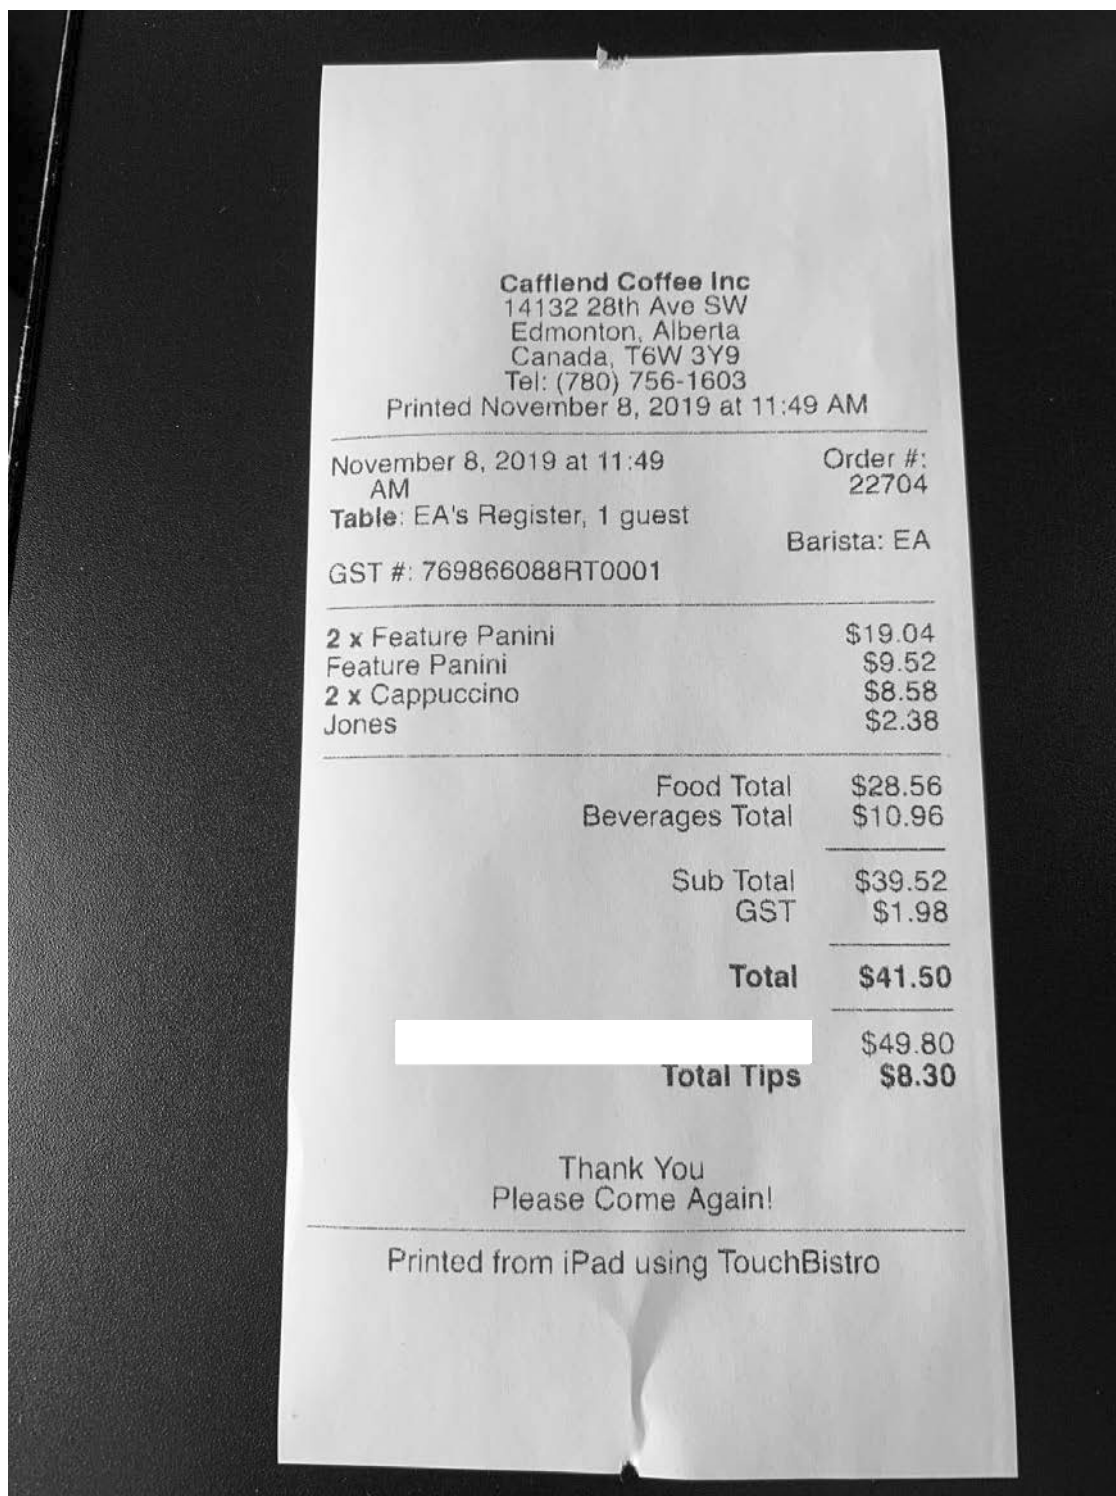 Cafflend Coffee Inc
14132 28th Ave SW
Edmonton, Alberta
Canada, T6W 3Y9
Tel: (780) 756-1603
Printed November 8, 2019 at 11:49 AM
November 8, 2019 at 11:49 AM
Order #: 22704
Table: EA's Register, 1 guest
Barista: EA
GST #: 769866088RT0001
2 x Feature Panini $19.04
Feature Panini $9.52
2 x Cappuccino $8.58
Jones $2.38
Food Total $28.56
Beverages Total $10.96
Sub Total $39.52
GST $1.98
Total $41.50
$49.80
Total Tips $8.30
Thank You
Please Come Again!
Printed from iPad using TouchBistro